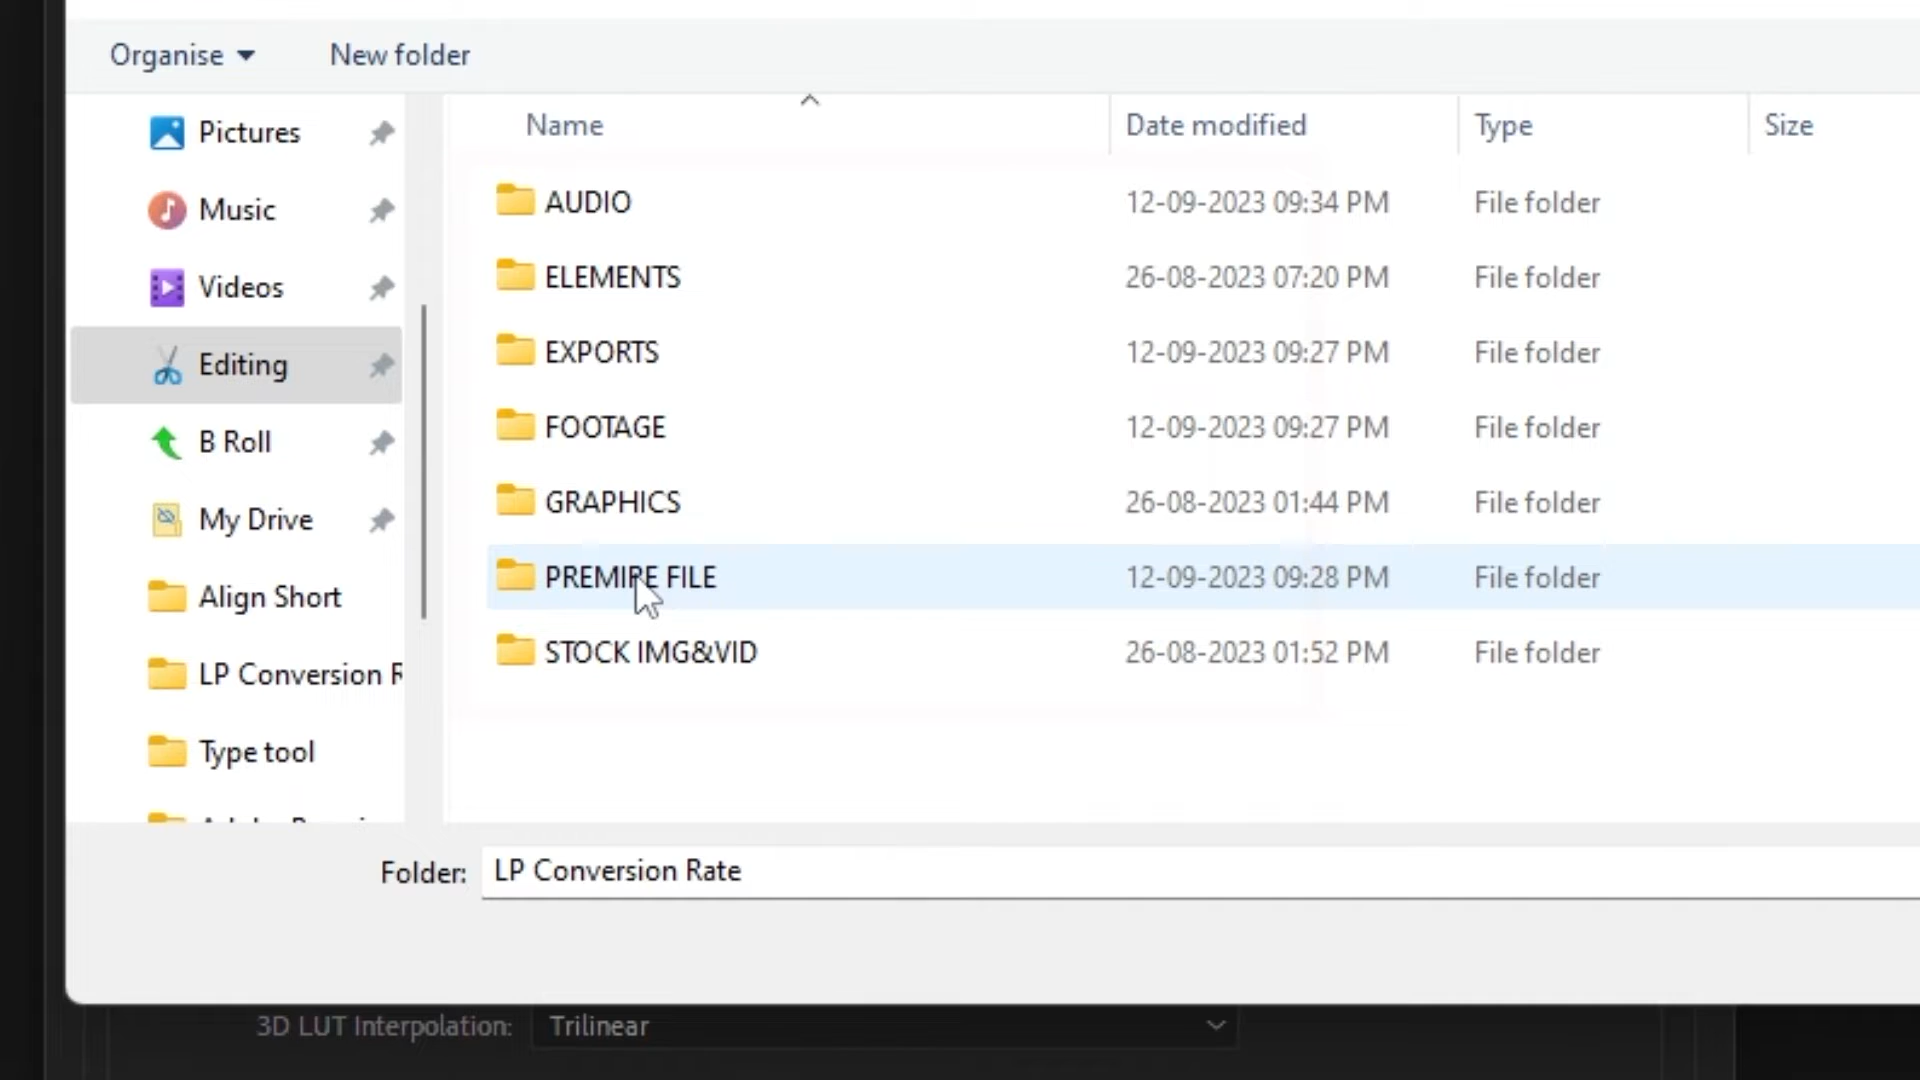 Organise New folder
Pictures
Music
Videos
Editing
B Roll
My Drive
Align Short
LP Conversion R
Type tool
Name Date modified Type Size
AUDIO 12-09-2023 09:34 PM File folder
ELEMENTS 26-08-2023 07:20 PM File folder
EXPORTS 12-09-2023 09:27 PM File folder
FOOTAGE 12-09-2023 09:27 PM File folder
GRAPHICS 26-08-2023 01:44 PM File folder
PREMIRE FILE 12-09-2023 09:28 PM File folder
STOCK IMG&VID 26-08-2023 01:52 PM File folder
Folder: LP Conversion Rate
3D LUT Interpolation: Trilinear